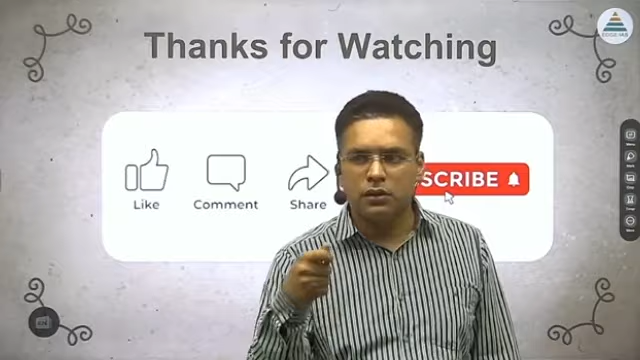 Thanks for Watching
Like
Comment
Share
SCRIBE